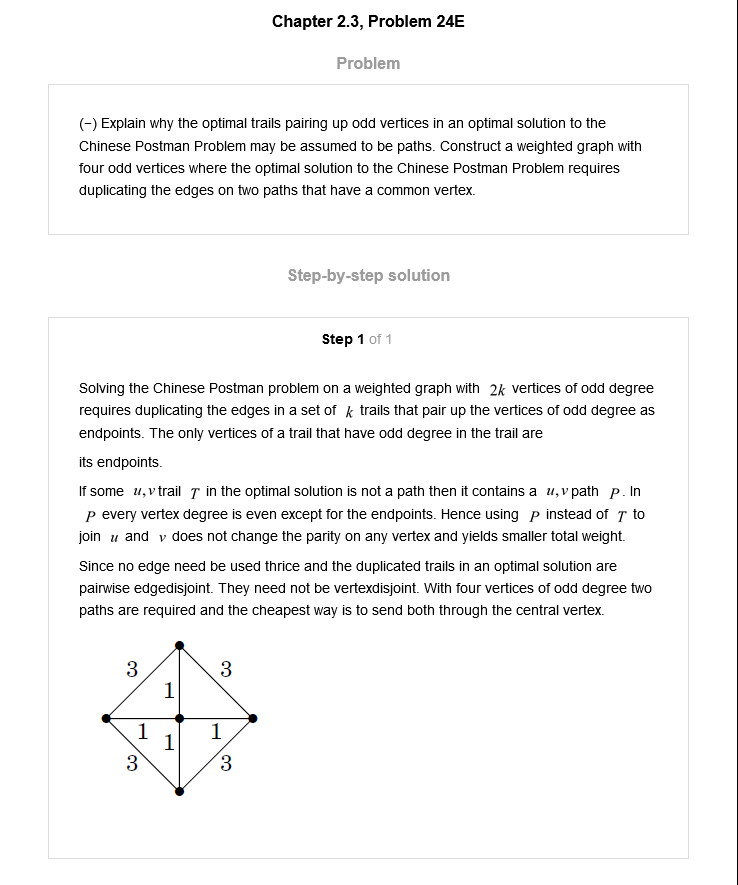 Chapter 2.3, Problem 24E
Problem
(−) Explain why the optimal trails pairing up odd vertices in an optimal solution to the
Chinese Postman Problem may be assumed to be paths. Construct a weighted graph with
four odd vertices where the optimal solution to the Chinese Postman Problem requires
duplicating the edges on two paths that have a common vertex.
Step-by-step solution
Step 1 of 1
Solving the Chinese Postman problem on a weighted graph with 2k vertices of odd degree
requires duplicating the edges in a set of k trails that pair up the vertices of odd degree as
endpoints. The only vertices of a trail that have odd degree in the trail are
its endpoints.
If some u,v trail T in the optimal solution is not a path then it contains a u,v path P. In
P every vertex degree is even except for the endpoints. Hence using P instead of T to
join u and v does not change the parity on any vertex and yields smaller total weight.
Since no edge need be used thrice and the duplicated trails in an optimal solution are
pairwise edgedisjoint. They need not be vertexdisjoint. With four vertices of odd degree two
paths are required and the cheapest way is to send both through the central vertex.
3 3
1
1 1
1
3 3